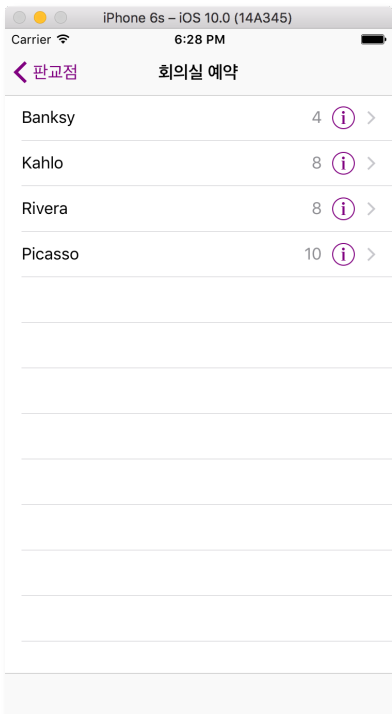 iPhone 6s – iOS 10.0 (14A345)
Carrier 6:28 PM
판교점 회의실 예약
Banksy 4 i
Kahlo 8 i
Rivera 8 i
Picasso 10 i